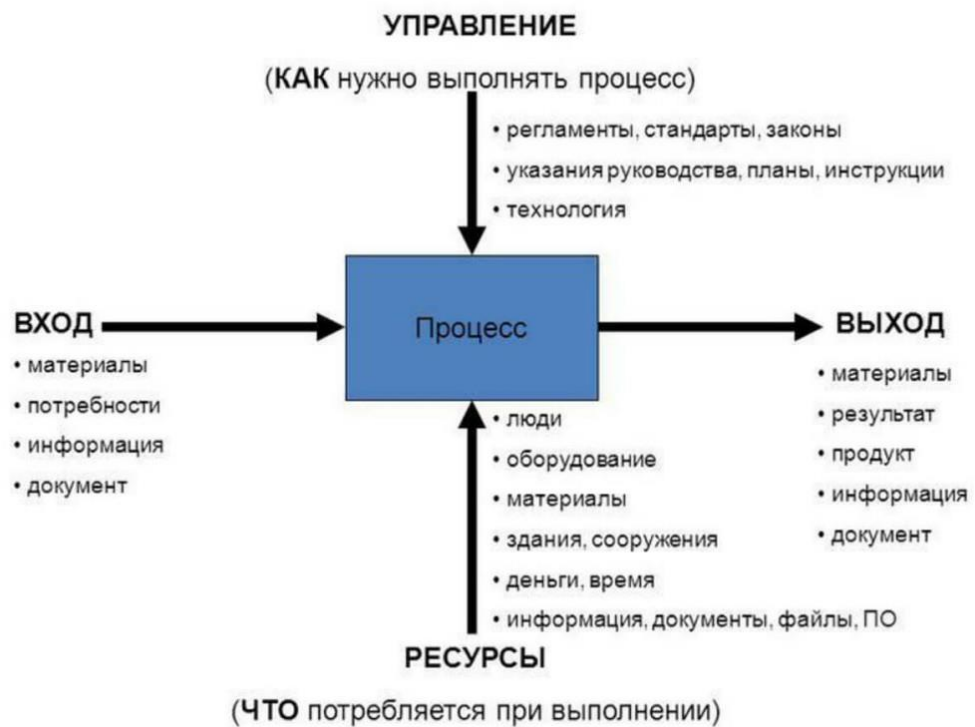 УПРАВЛЕНИЕ
(КАК нужно выполнять процесс)
• регламенты, стандарты, законы
• указания руководства, планы, инструкции
• технология
ВХОД
• материалы
• потребности
• информация
• документ
Процесс
ВЫХОД
• материалы
• результат
• продукт
• информация
• документ
• люди
• оборудование
• материалы
• здания, сооружения
• деньги, время
• информация, документы, файлы, ПО
РЕСУРСЫ
(ЧТО потребляется при выполнении)